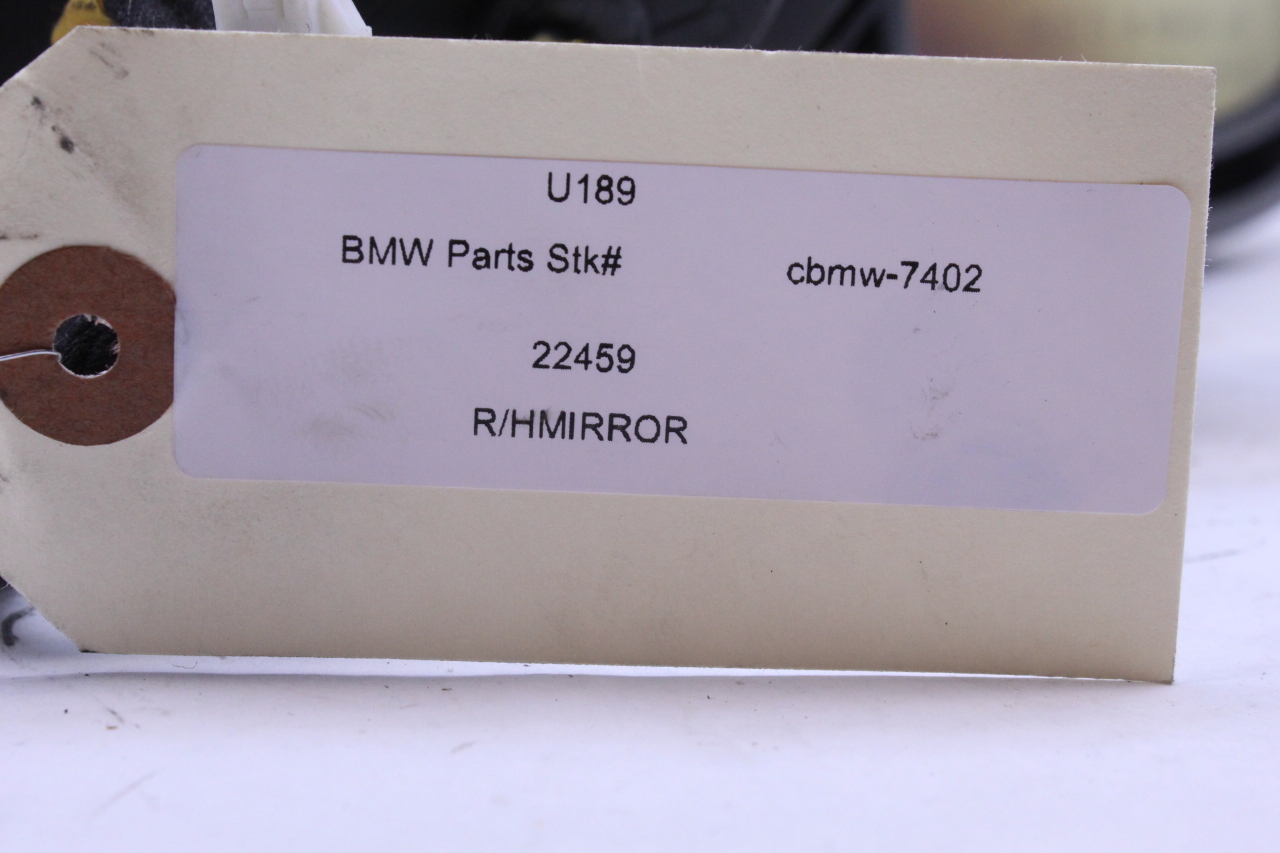 U189
BMW Parts Stk# cbmw-7402
22459
R/HMIRROR